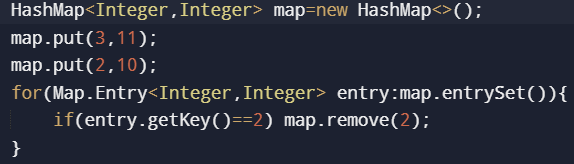 HashMap<Integer,Integer> map=new HashMap<>();
map.put(3,11);
map.put(2,10);
for(Map.Entry<Integer,Integer> entry:map.entrySet()){
    if(entry.getKey()==2) map.remove(2);
}